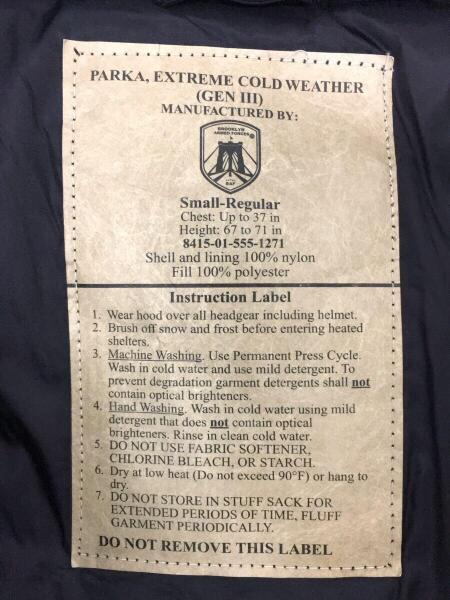 PARKA, EXTREME COLD WEATHER
(GEN III)
MANUFACTURED BY:
BROOKLYN
ARMED FORCES
BAF
Small-Regular
Chest: Up to 37 in
Height: 67 to 71 in
8415-01-555-1271
Shell and lining 100% nylon
Fill 100% polyester
Instruction Label
1. Wear hood over all headgear including helmet.
2. Brush off snow and frost before entering heated
shelters.
3. Machine Washing. Use Permanent Press Cycle.
Wash in cold water and use mild detergent. To
prevent degradation garment detergents shall not
contain optical brighteners.
4. Hand Washing. Wash in cold water using mild
detergent that does not contain optical
brighteners. Rinse in clean cold water.
5. DO NOT USE FABRIC SOFTENER,
CHLORINE BLEACH, OR STARCH.
6. Dry at low heat (Do not exceed 90°F) or hang to
dry.
7. DO NOT STORE IN STUFF SACK FOR
EXTENDED PERIODS OF TIME, FLUFF
GARMENT PERIODICALLY.
DO NOT REMOVE THIS LABEL